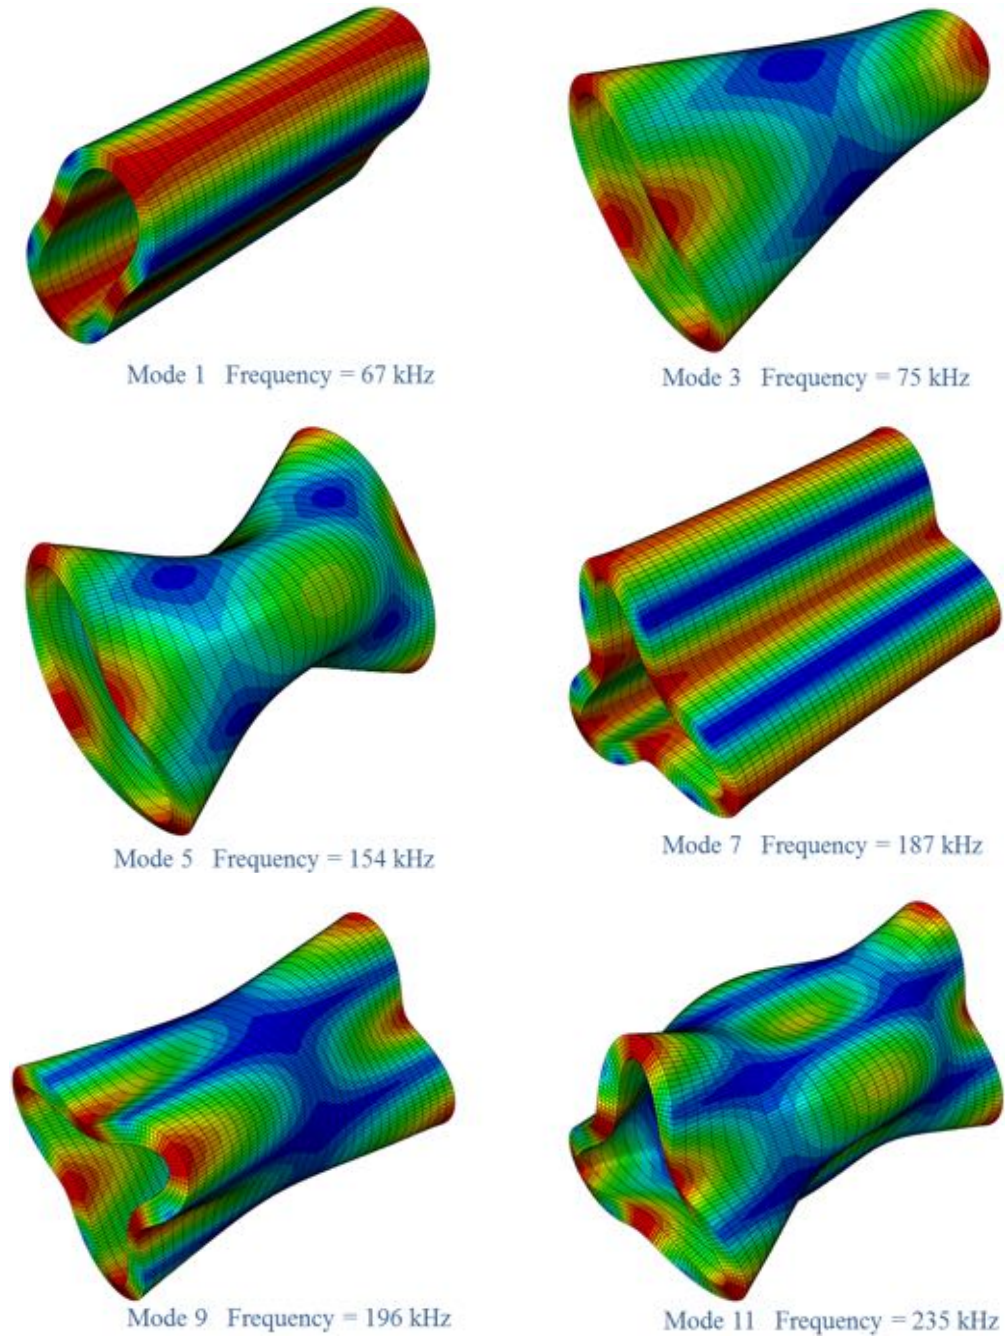 Mode 1 Frequency = 67 kHz
Mode 3 Frequency = 75 kHz
Mode 5 Frequency = 154 kHz
Mode 7 Frequency = 187 kHz
Mode 9 Frequency = 196 kHz
Mode 11 Frequency = 235 kHz